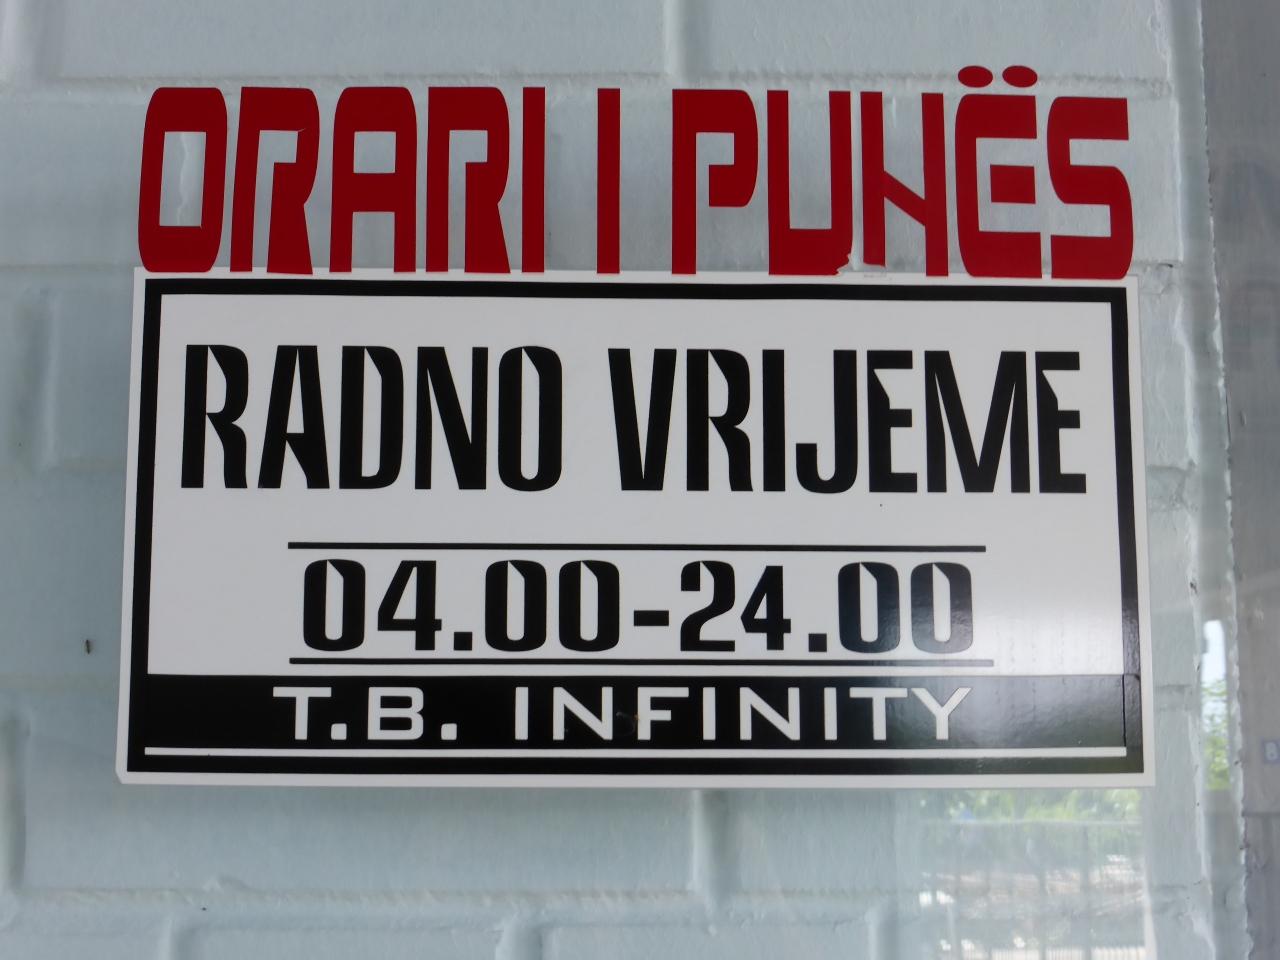 ORARI I PUNËS
RADNO VRIJEME
04.00-24.00
T.B. INFINITY